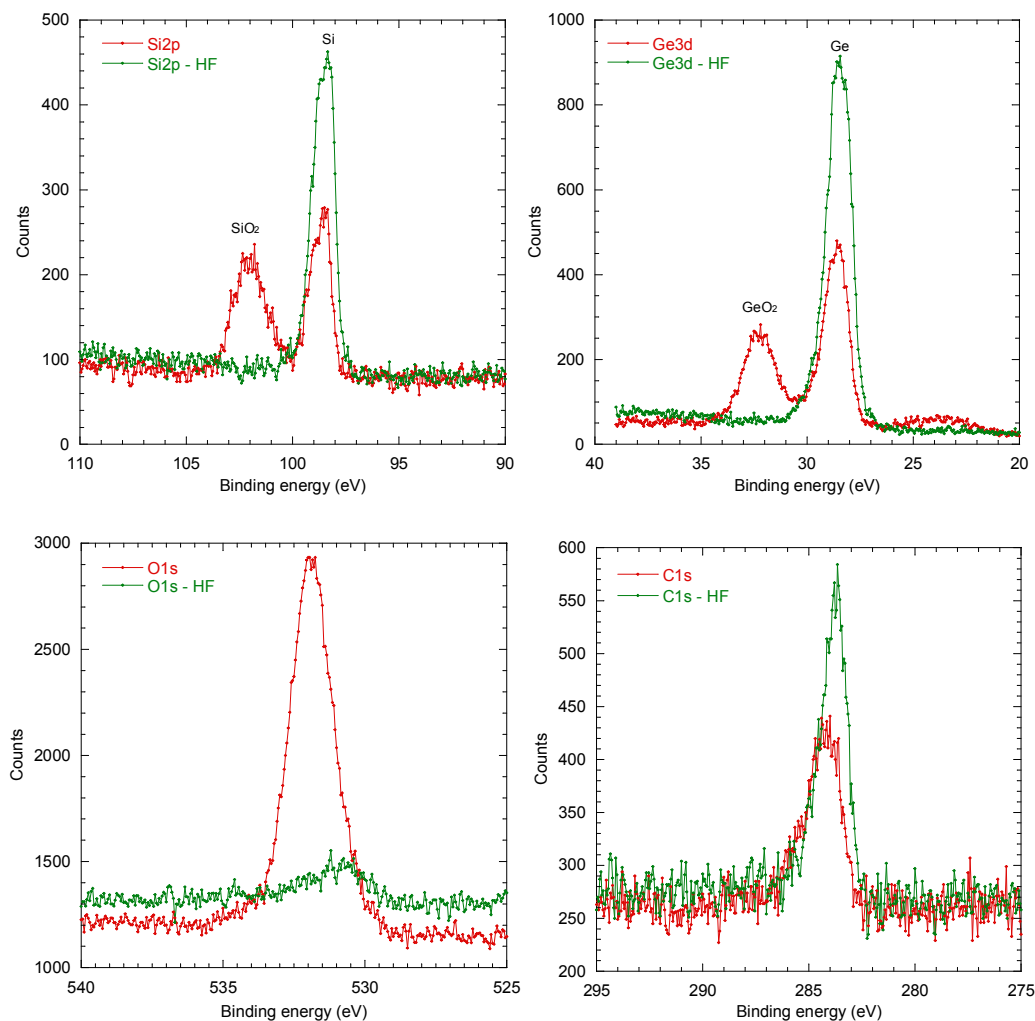 500
400
300
200
100
0
Si2p
Si2p - HF
Si
SiO2
Counts
110 105 100 95 90
Binding energy (eV)
1000
800
600
400
200
0
Ge3d
Ge3d - HF
Ge
GeO2
Counts
40 35 30 25 20
Binding energy (eV)
3000
2500
2000
1500
1000
O1s
O1s - HF
Counts
540 535 530 525
Binding energy (eV)
600
550
500
450
400
350
300
250
200
C1s
C1s - HF
Counts
295 290 285 280 275
Binding energy (eV)